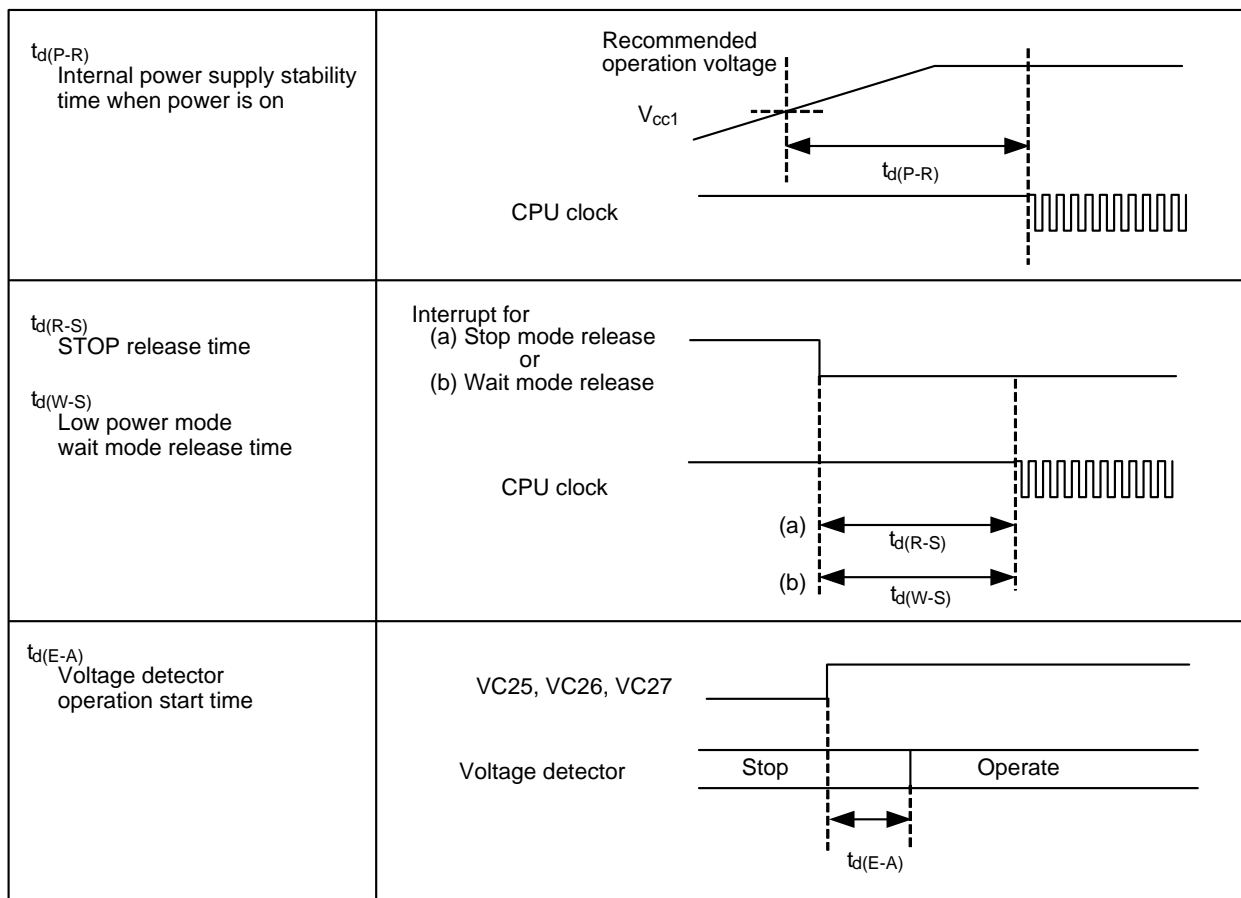 td(P-R)
Internal power supply stability
time when power is on
Recommended
operation voltage
Vcc1
td(P-R)
CPU clock
td(R-S)
STOP release time
td(W-S)
Low power mode
wait mode release time
Interrupt for
(a) Stop mode release
or
(b) Wait mode release
CPU clock
(a)
td(R-S)
(b)
td(W-S)
td(E-A)
Voltage detector
operation start time
VC25, VC26, VC27
Voltage detector
Stop
Operate
td(E-A)